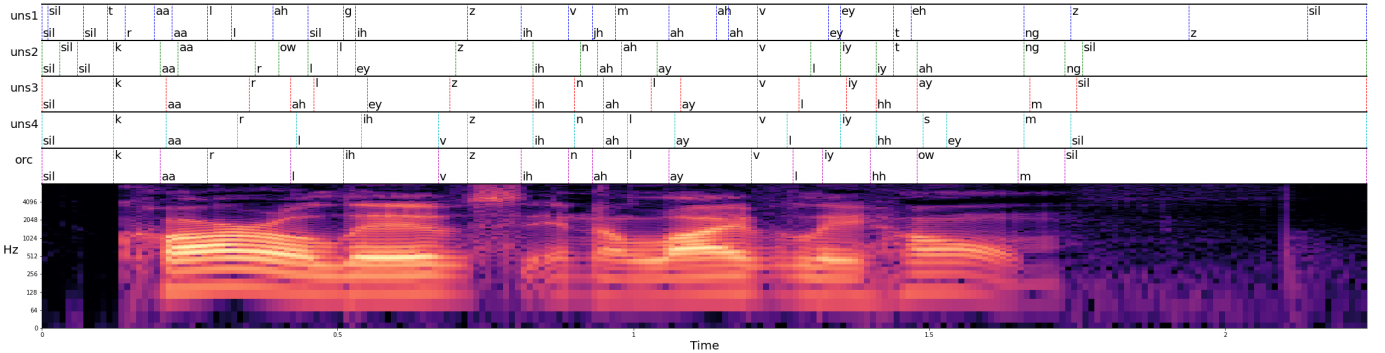 uns1 sil t aa l ah g z v m ah v ey eh z sil
sil sil r aa l sil ih ih jh ah ah ey t ng z
uns2 sil k aa ow l z n ah v iy t ng sil
sil sil aa r l ey ih ah ay l iy ah ng
uns3 k r l z n l v iy ay sil
sil aa ah ey ih ah ay l hh m
uns4 k r ih z n l v iy s m
sil aa l v ih ah ay l hh ey sil
orc k r ih z n l v iy ow sil
sil aa l v ih ah ay l hh m
4096
2048
1024
Hz
512
256
128
64
0
0.5 1 1.5 2
Time